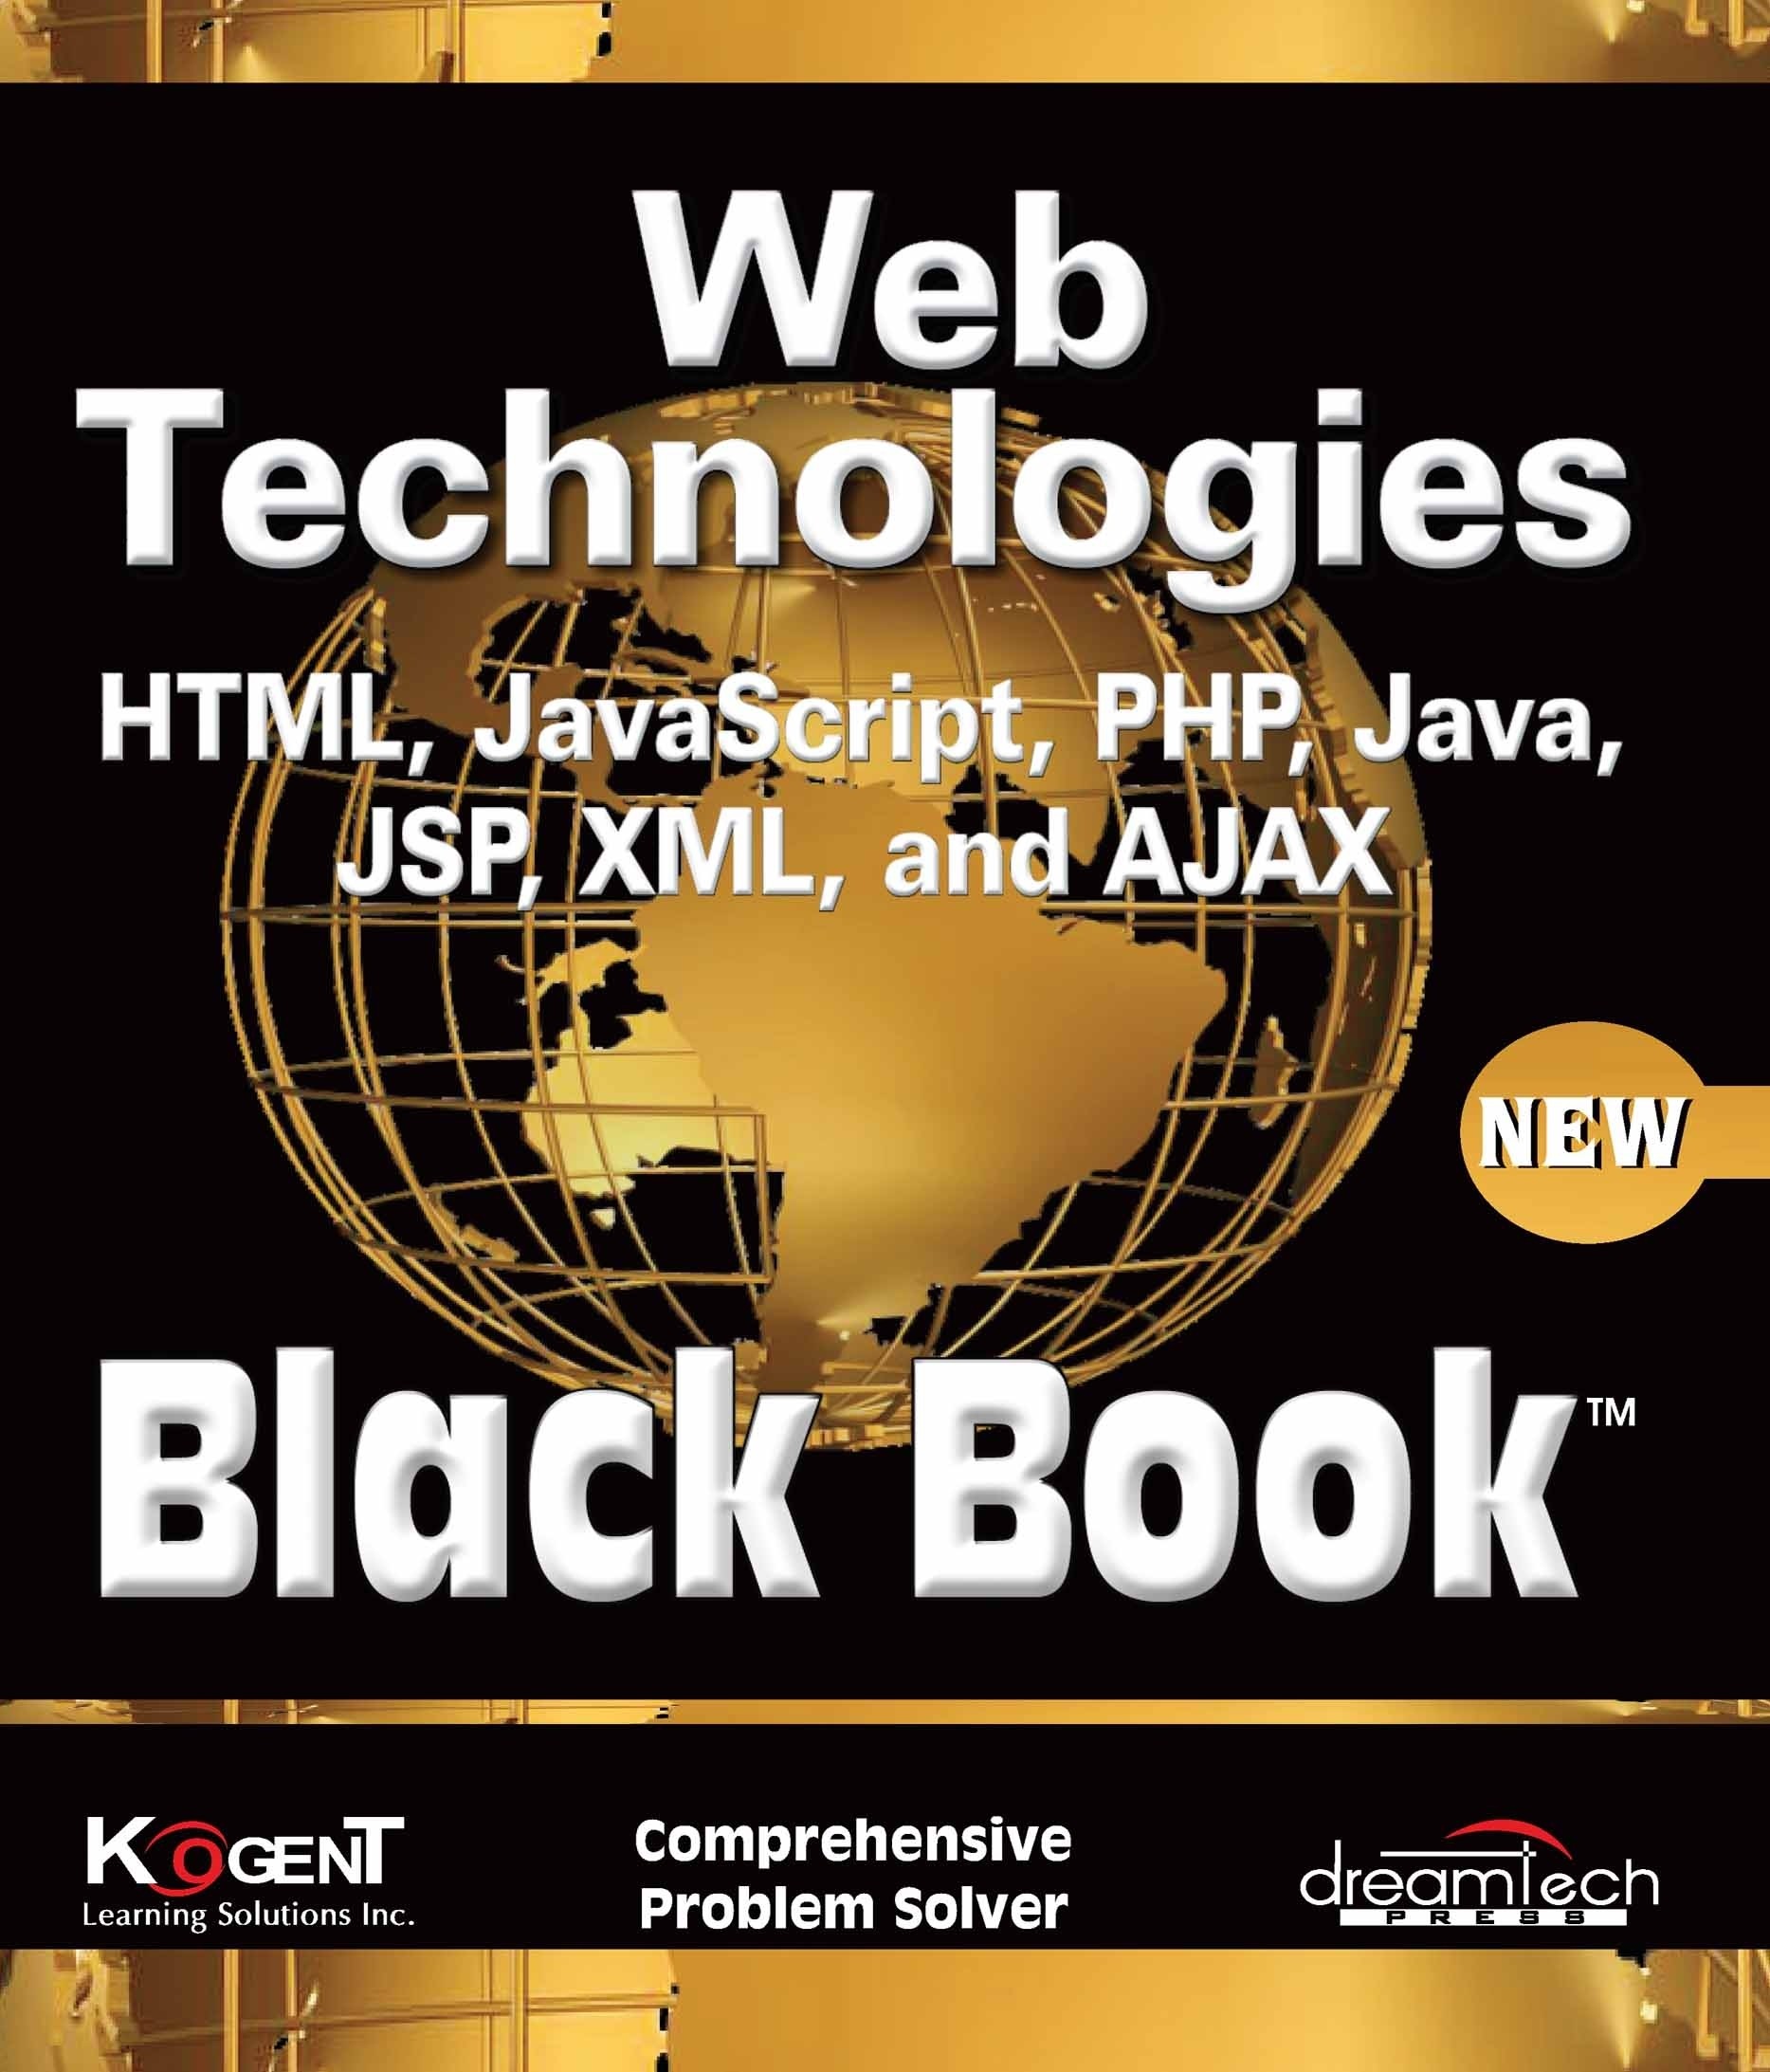 Web
Technologies
HTML, JavaScript, PHP, Java,
JSP, XML, and AJAX
NEW
Black Book™
KOGENT
Learning Solutions Inc.
Comprehensive
Problem Solver
dreamtech
PRESS